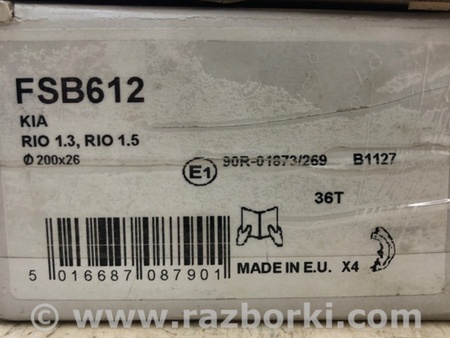 FSB612
KIA
RIO 1.3, RIO 1.5
Ø 200x26
E1 90R-01873/269 B1127
36T
5 016687 087901
MADE IN E.U. X4
© www.razborki.com